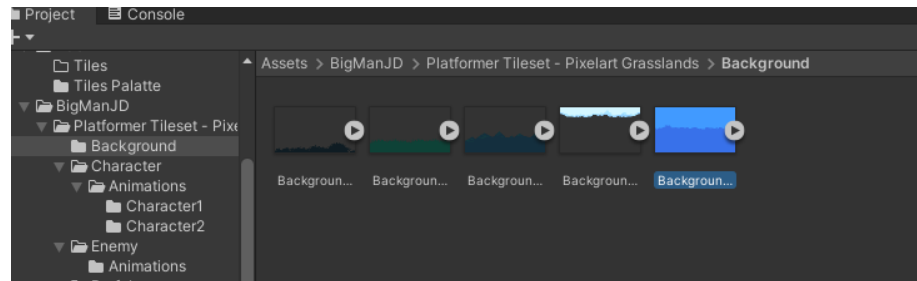 Project Console
Tiles
Tiles Palatte
BigManJD
Platformer Tileset - Pixe
Background
Character
Animations
Character1
Character2
Enemy
Animations
Assets > BigManJD > Platformer Tileset - Pixelart Grasslands > Background
Backgroun... Backgroun... Backgroun... Backgroun... Backgroun...